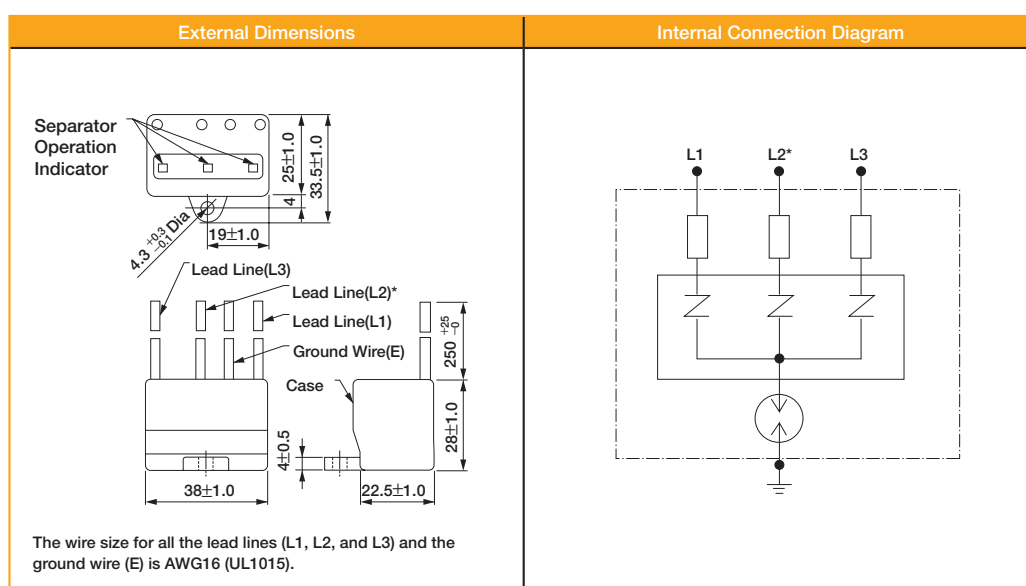 External Dimensions
Internal Connection Diagram
Separator
Operation
Indicator
25±1.0
33.5±1.0
4
4.3 +0.3 −0.1 Dia
19±1.0
Lead Line(L3)
Lead Line(L2)*
Lead Line(L1)
Ground Wire(E)
Case
250 +25 −0
28±1.0
4±0.5
38±1.0
22.5±1.0
The wire size for all the lead lines (L1, L2, and L3) and the
ground wire (E) is AWG16 (UL1015).
L1
L2*
L3